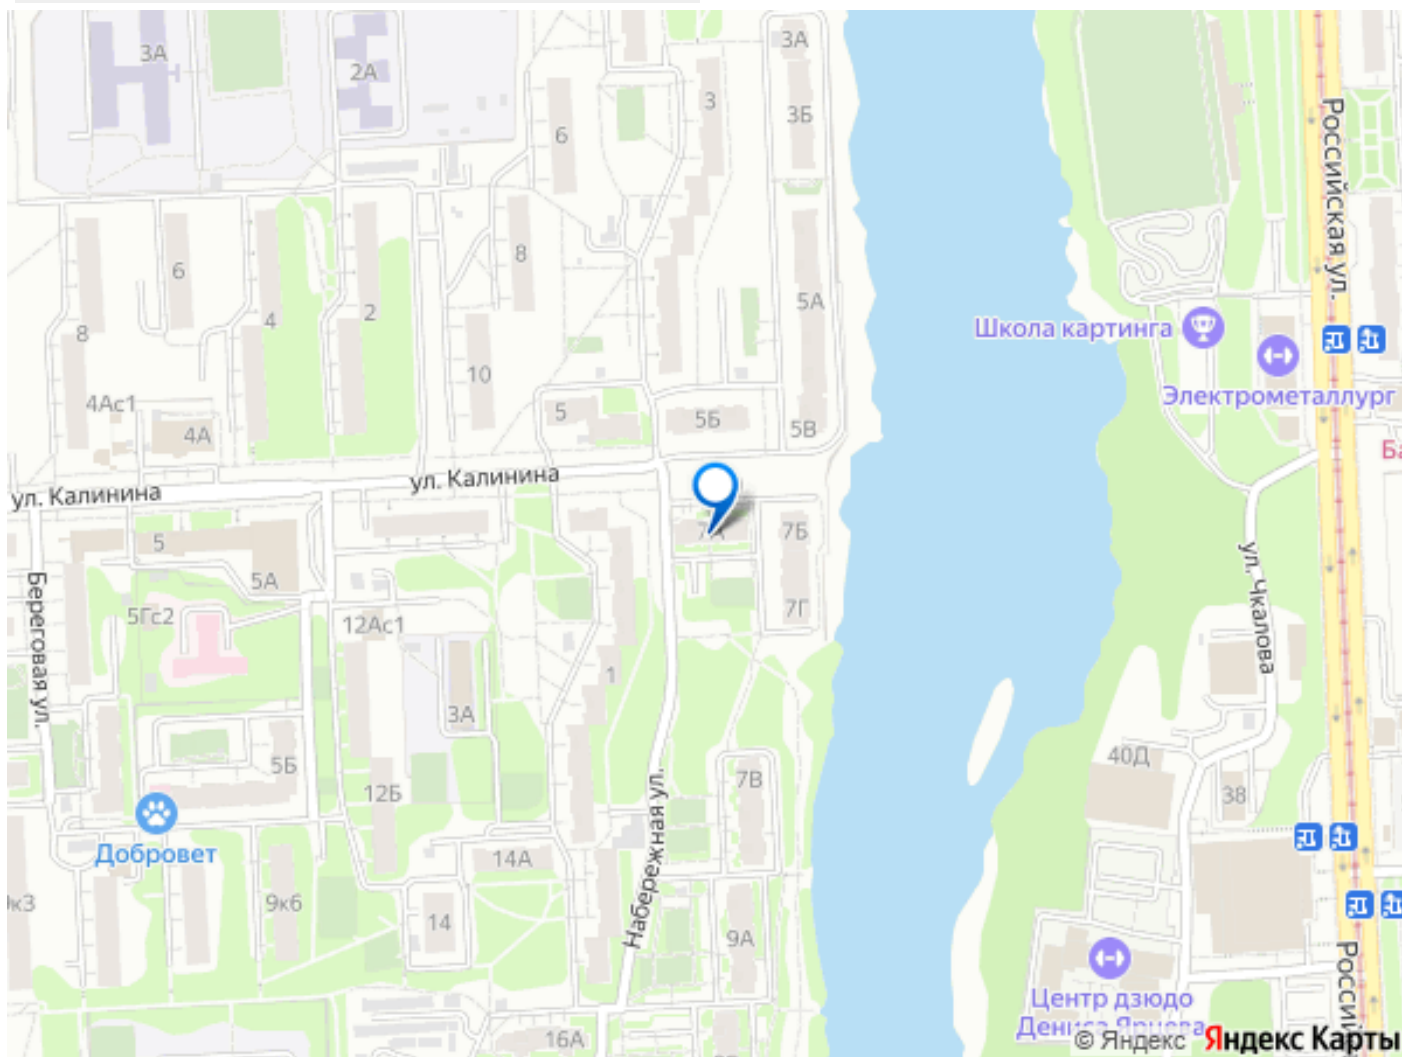 3А
3А
2А
3
3Б
6
Российская ул.
8
6
4
2
5А
8
10
Школа картинга
Электрометаллург
4Ас1
4А
5
5Б
5В
ул. Калинина
ул. Калинина
7А
7Б
5
5А
ул. Чкалова
Береговая ул.
5Гс2
12Ас1
7Г
1
3А
40Д
5Б
12Б
7В
38
Набережная ул.
Добровет
14А
9к6
14
9А
Центр дзюдо
Дениса Ярцева
16А
© Яндекс Яндекс Карты